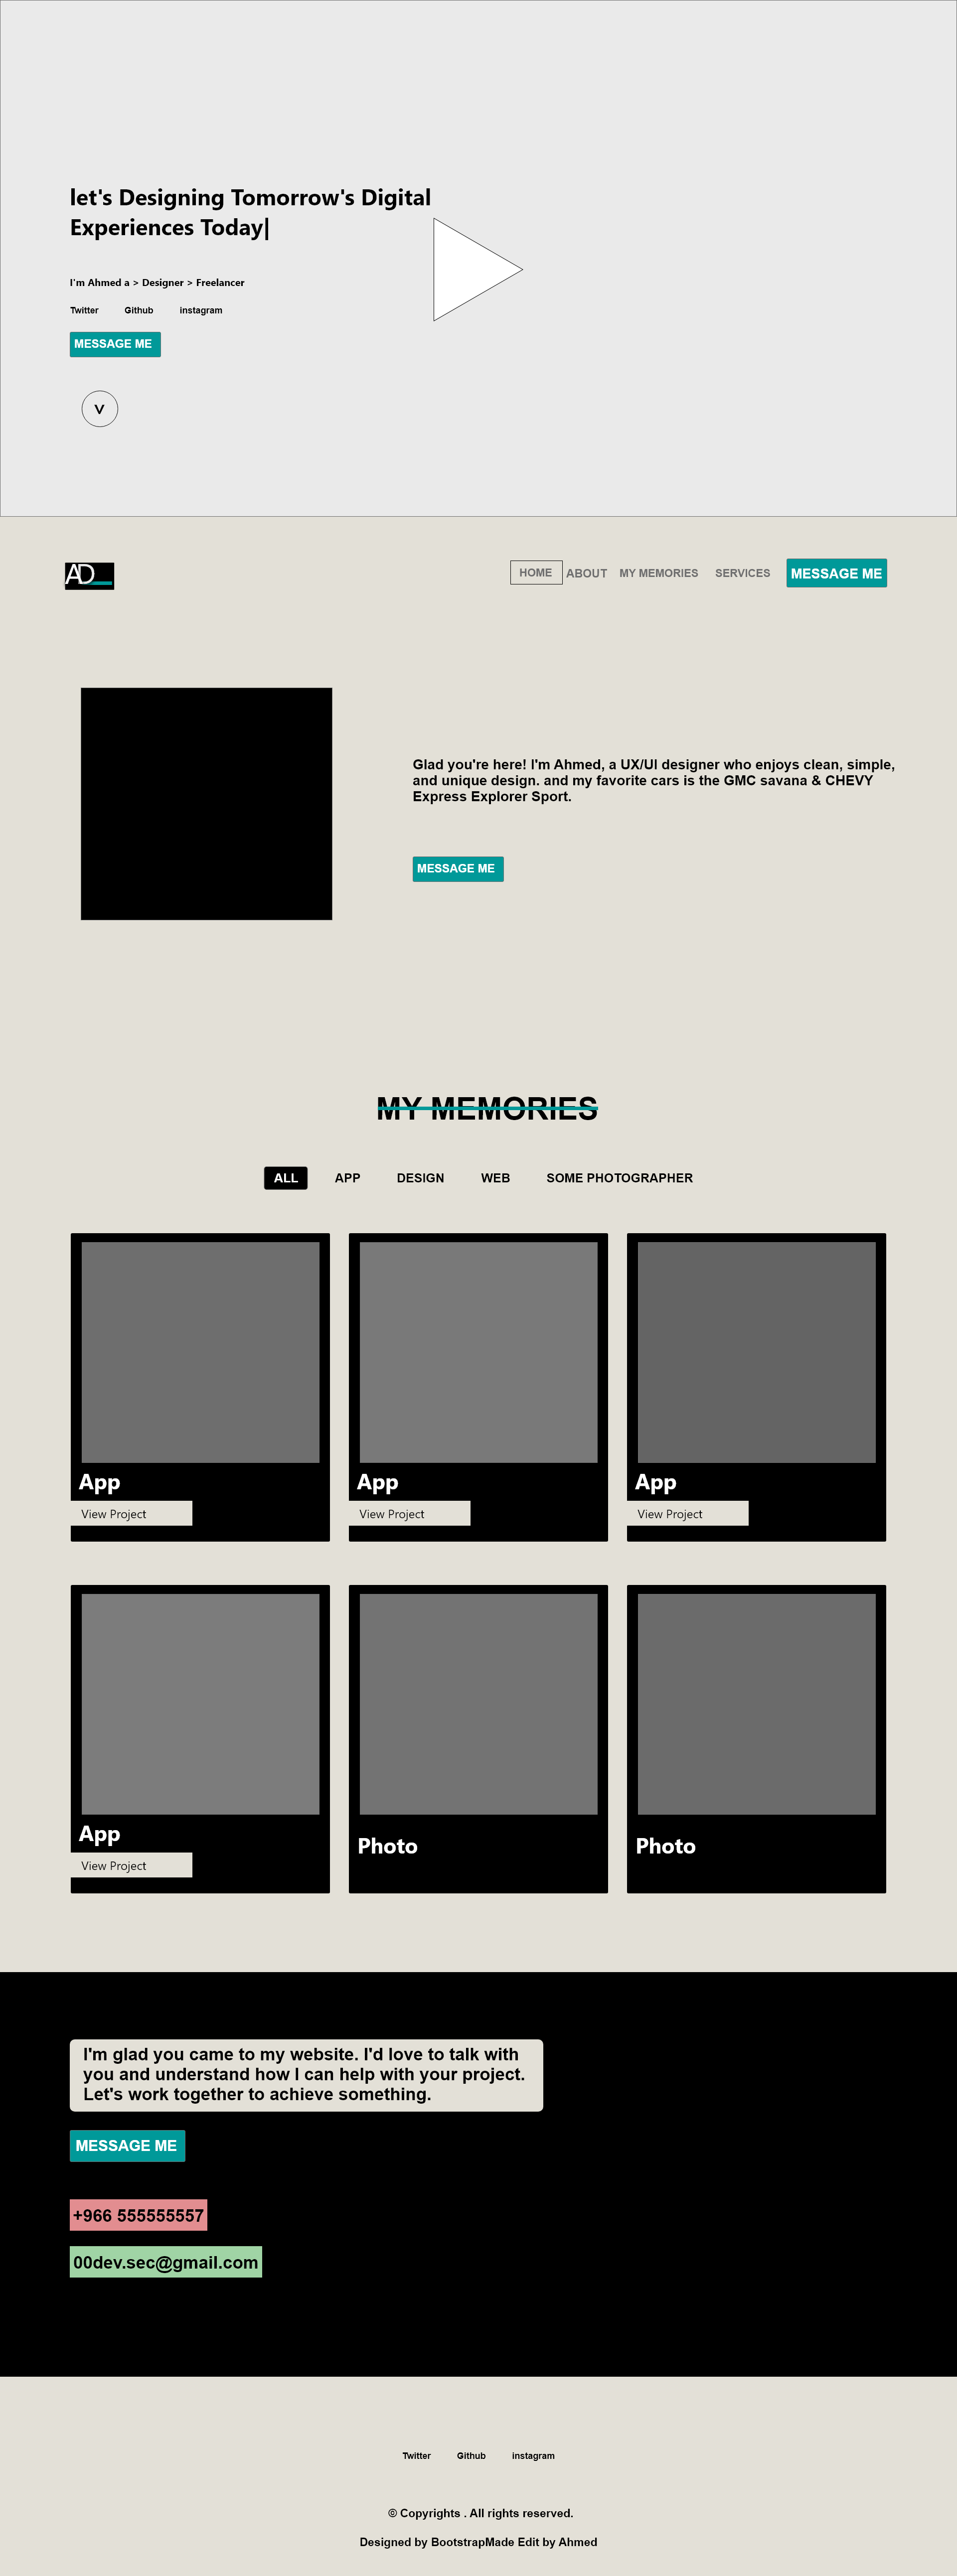 let's Designing Tomorrow's Digital
Experiences Today|
I'm Ahmed a > Designer > Freelancer
Twitter Github instagram
MESSAGE ME
V
AD
HOME ABOUT MY MEMORIES SERVICES MESSAGE ME
Glad you're here! I'm Ahmed, a UX/UI designer who enjoys clean, simple,
and unique design. and my favorite cars is the GMC savana & CHEVY
Express Explorer Sport.
MESSAGE ME
MY MEMORIES
ALL APP DESIGN WEB SOME PHOTOGRAPHER
App App App
View Project View Project View Project
App Photo Photo
View Project
I'm glad you came to my website. I'd love to talk with
you and understand how I can help with your project.
Let's work together to achieve something.
MESSAGE ME
+966 555555557
00dev.sec@gmail.com
Twitter Github instagram
© Copyrights . All rights reserved.
Designed by BootstrapMade Edit by Ahmed